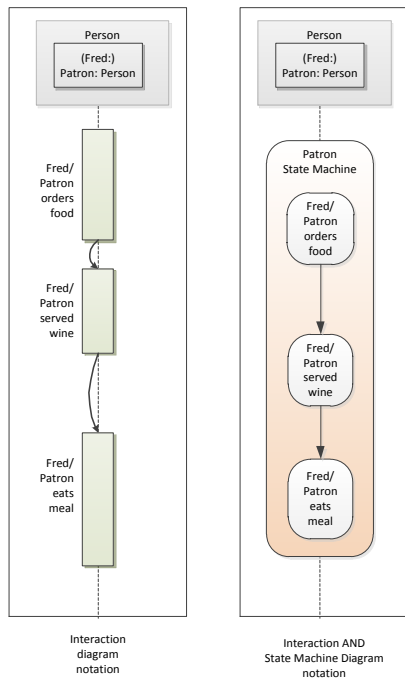 Person
(Fred:)
Patron: Person
Fred/
Patron
orders
food
Fred/
Patron
served
wine
Fred/
Patron
eats
meal
Interaction
diagram
notation
Person
(Fred:)
Patron: Person
Patron
State Machine
Fred/
Patron
orders
food
Fred/
Patron
served
wine
Fred/
Patron
eats
meal
Interaction AND
State Machine Diagram
notation